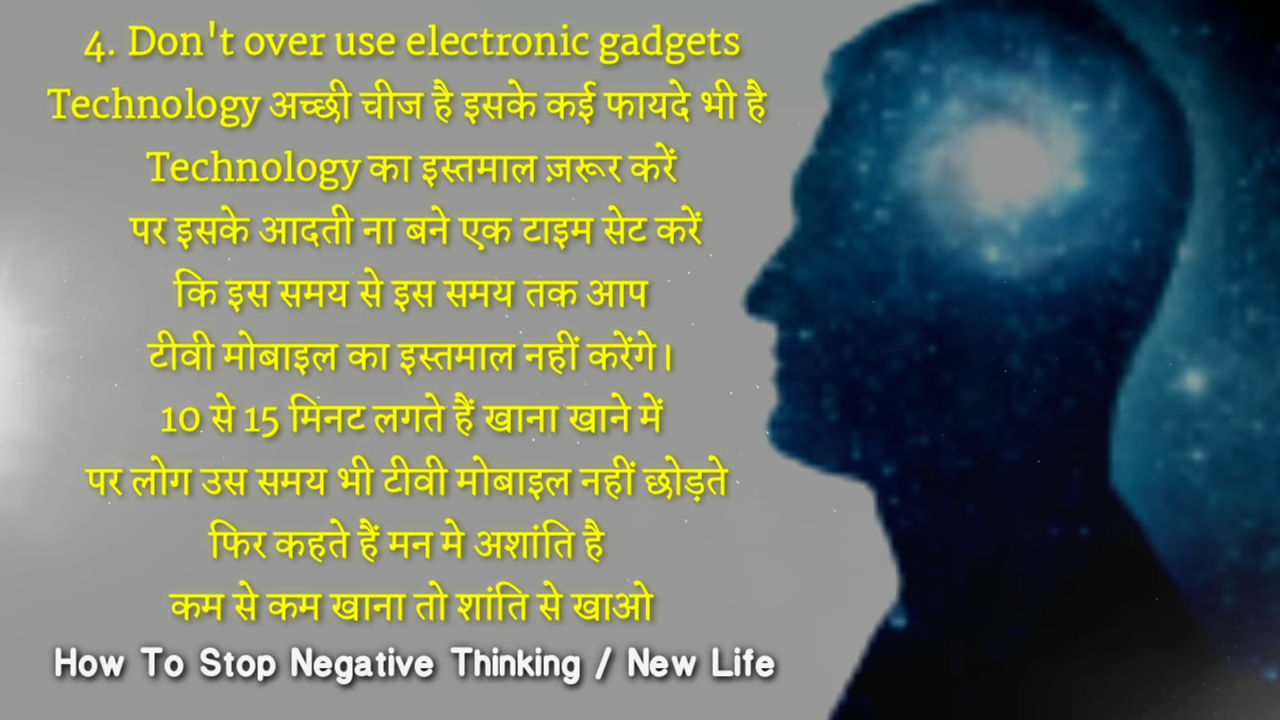 4. Don't over use electronic gadgets
Technology अच्छी चीज है इसके कई फायदे भी है
Technology का इस्तमाल ज़रूर करें
पर इसके आदती ना बने एक टाइम सेट करें
कि इस समय से इस समय तक आप
टीवी मोबाइल का इस्तमाल नहीं करेंगे।
10 से 15 मिनट लगते हैं खाना खाने में
पर लोग उस समय भी टीवी मोबाइल नहीं छोड़ते
फिर कहते हैं मन मे अशांति है
कम से कम खाना तो शांति से खाओ
How To Stop Negative Thinking / New Life